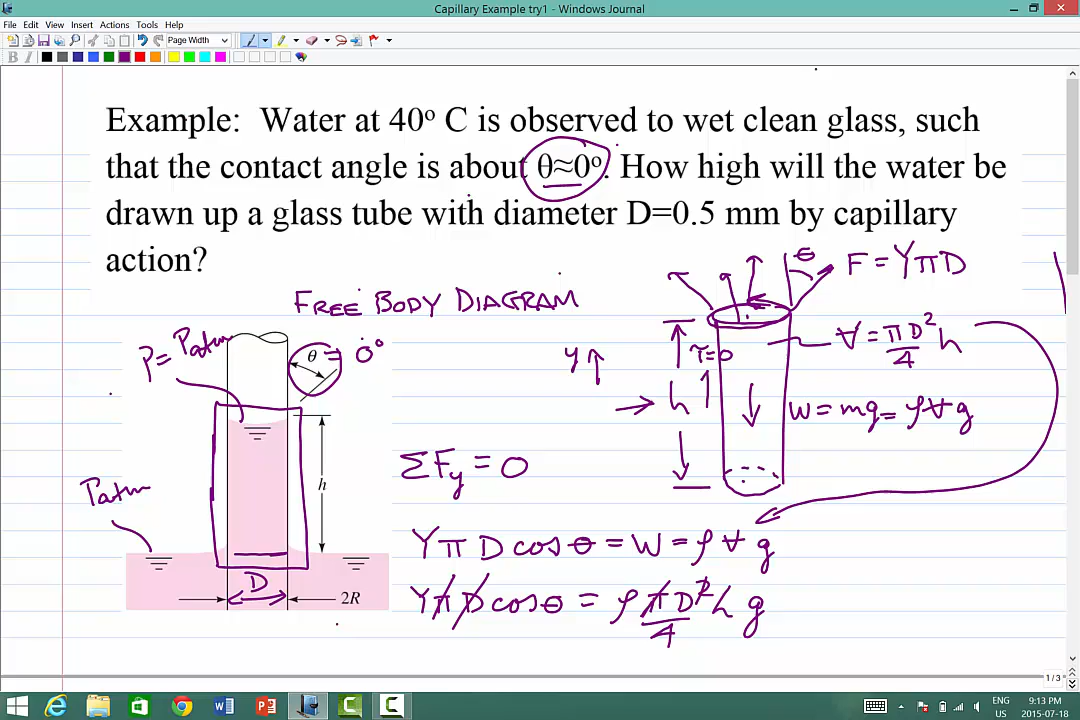 Capillary Example try1 - Windows Journal
File Edit View Insert Actions Tools Help
Page Width
B I
Example: Water at 40° C is observed to wet clean glass, such
that the contact angle is about θ≈0°. How high will the water be
drawn up a glass tube with diameter D=0.5 mm by capillary
action?
FREE BODY DIAGRAM
θ
F = YπD
P = Patm
θ = 0°
y
τ=0
∀ = πD²/4 h
h
W = mg = ρ∀g
ΣFy = 0
Patm
h
D
2R
YπD cosθ = W = ρ∀g
YπD cosθ = ρ πD²/4 h g
1/3
ENG
US
9:13 PM
2015-07-18